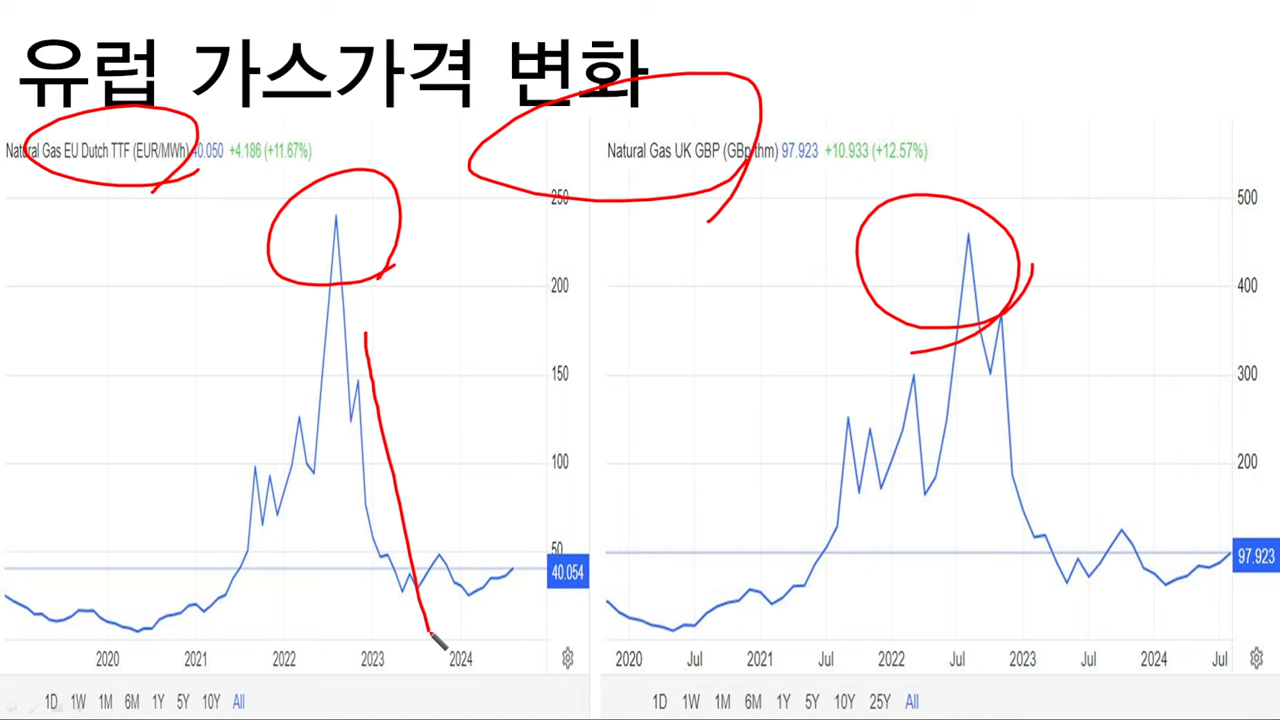 유럽 가스가격 변화
Natural Gas EU Dutch TTF (EUR/MWh) 40.050 +4.186 (+11.67%)
250
200
150
100
50
40.054
2020 2021 2022 2023 2024
1D 1W 1M 6M 1Y 5Y 10Y All
Natural Gas UK GBP (GBp/thm) 97.923 +10.933 (+12.57%)
500
400
300
200
97.923
2020 Jul 2021 Jul 2022 Jul 2023 Jul 2024 Jul
1D 1W 1M 6M 1Y 5Y 10Y 25Y All